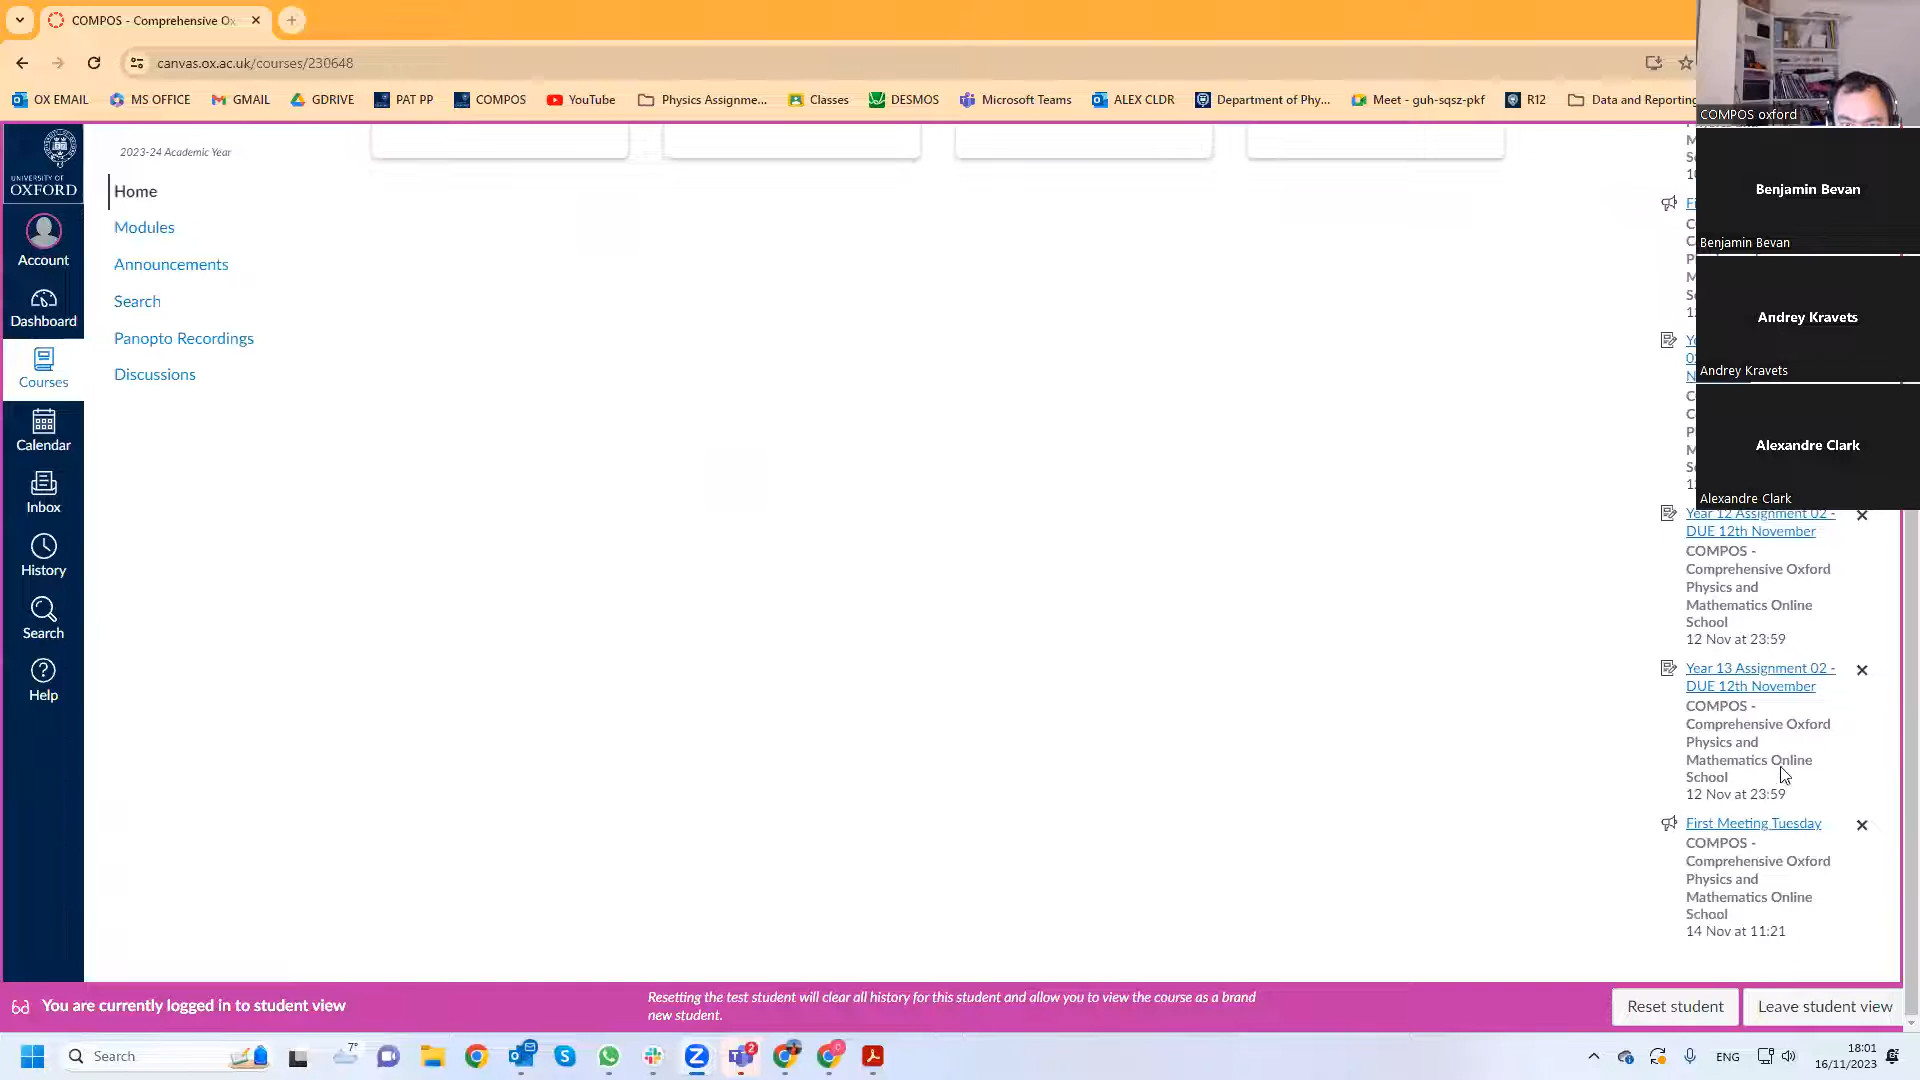 COMPOS - Comprehensive Ox
canvas.ox.ac.uk/courses/230648
OX EMAIL
MS OFFICE
GMAIL
GDRIVE
PAT PP
COMPOS
YouTube
Physics Assignme...
Classes
DESMOS
Microsoft Teams
ALEX CLDR
Department of Phy...
Meet - guh-sqsz-pkf
R12
Data and Reporting
COMPOS oxford
Benjamin Bevan
Benjamin Bevan
Andrey Kravets
Andrey Kravets
Alexandre Clark
Alexandre Clark
UNIVERSITY OF
OXFORD
Account
Dashboard
Courses
Calendar
Inbox
History
Search
Help
2023-24 Academic Year
Home
Modules
Announcements
Search
Panopto Recordings
Discussions
Year 12 Assignment 02 -
DUE 12th November
COMPOS -
Comprehensive Oxford
Physics and
Mathematics Online
School
12 Nov at 23:59
Year 13 Assignment 02 -
DUE 12th November
COMPOS -
Comprehensive Oxford
Physics and
Mathematics Online
School
12 Nov at 23:59
First Meeting Tuesday
COMPOS -
Comprehensive Oxford
Physics and
Mathematics Online
School
14 Nov at 11:21
You are currently logged in to student view
Resetting the test student will clear all history for this student and allow you to view the course as a brand
new student.
Reset student
Leave student view
Search
7°
2
ENG
18:01
16/11/2023